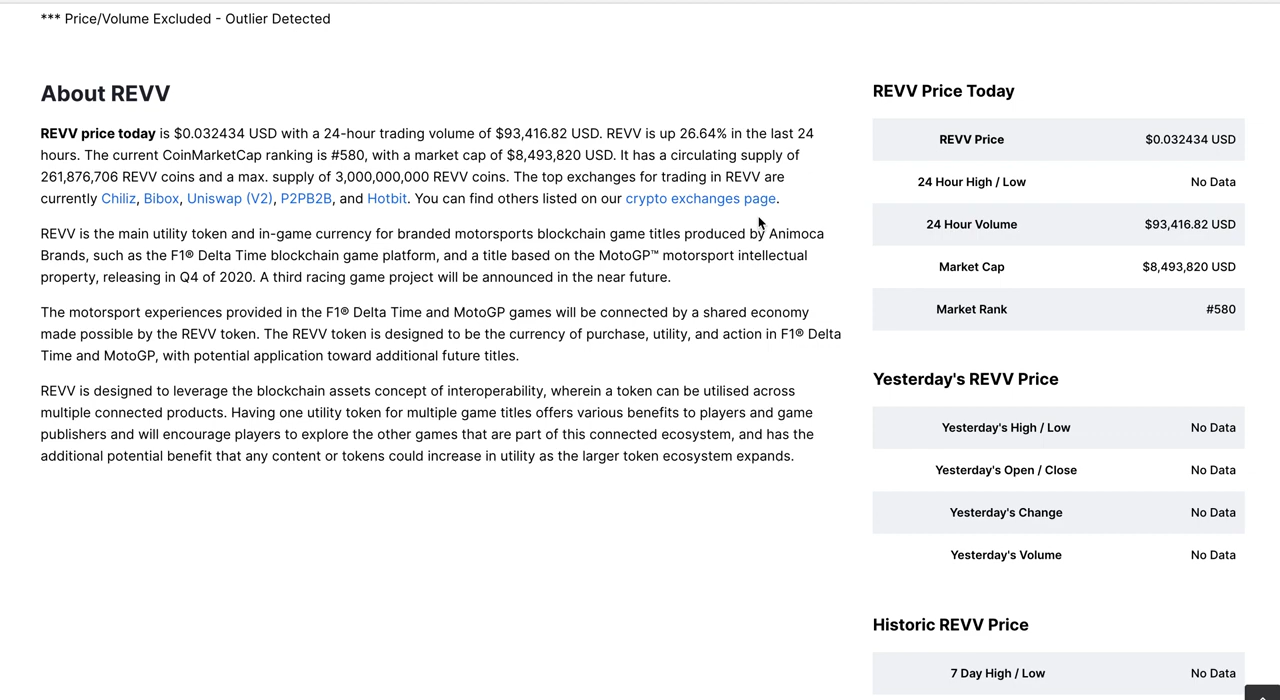 *** Price/Volume Excluded - Outlier Detected
About REVV
REVV price today is $0.032434 USD with a 24-hour trading volume of $93,416.82 USD. REVV is up 26.64% in the last 24
hours. The current CoinMarketCap ranking is #580, with a market cap of $8,493,820 USD. It has a circulating supply of
261,876,706 REVV coins and a max. supply of 3,000,000,000 REVV coins. The top exchanges for trading in REVV are
currently Chiliz, Bibox, Uniswap (V2), P2PB2B, and Hotbit. You can find others listed on our crypto exchanges page.
REVV is the main utility token and in-game currency for branded motorsports blockchain game titles produced by Animoca
Brands, such as the F1® Delta Time blockchain game platform, and a title based on the MotoGP™ motorsport intellectual
property, releasing in Q4 of 2020. A third racing game project will be announced in the near future.
The motorsport experiences provided in the F1® Delta Time and MotoGP games will be connected by a shared economy
made possible by the REVV token. The REVV token is designed to be the currency of purchase, utility, and action in F1® Delta
Time and MotoGP, with potential application toward additional future titles.
REVV is designed to leverage the blockchain assets concept of interoperability, wherein a token can be utilised across
multiple connected products. Having one utility token for multiple game titles offers various benefits to players and game
publishers and will encourage players to explore the other games that are part of this connected ecosystem, and has the
additional potential benefit that any content or tokens could increase in utility as the larger token ecosystem expands.
REVV Price Today
REVV Price $0.032434 USD
24 Hour High / Low No Data
24 Hour Volume $93,416.82 USD
Market Cap $8,493,820 USD
Market Rank #580
Yesterday's REVV Price
Yesterday's High / Low No Data
Yesterday's Open / Close No Data
Yesterday's Change No Data
Yesterday's Volume No Data
Historic REVV Price
7 Day High / Low No Data